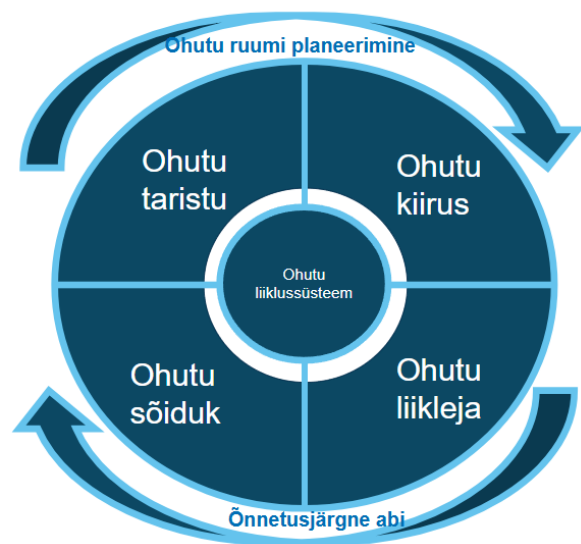 Ohutu ruumi planeerimine
Ohutu
taristu
Ohutu
kiirus
Ohutu
liiklussüsteem
Ohutu
sõiduk
Ohutu
liikleja
Õnnetusjärgne abi